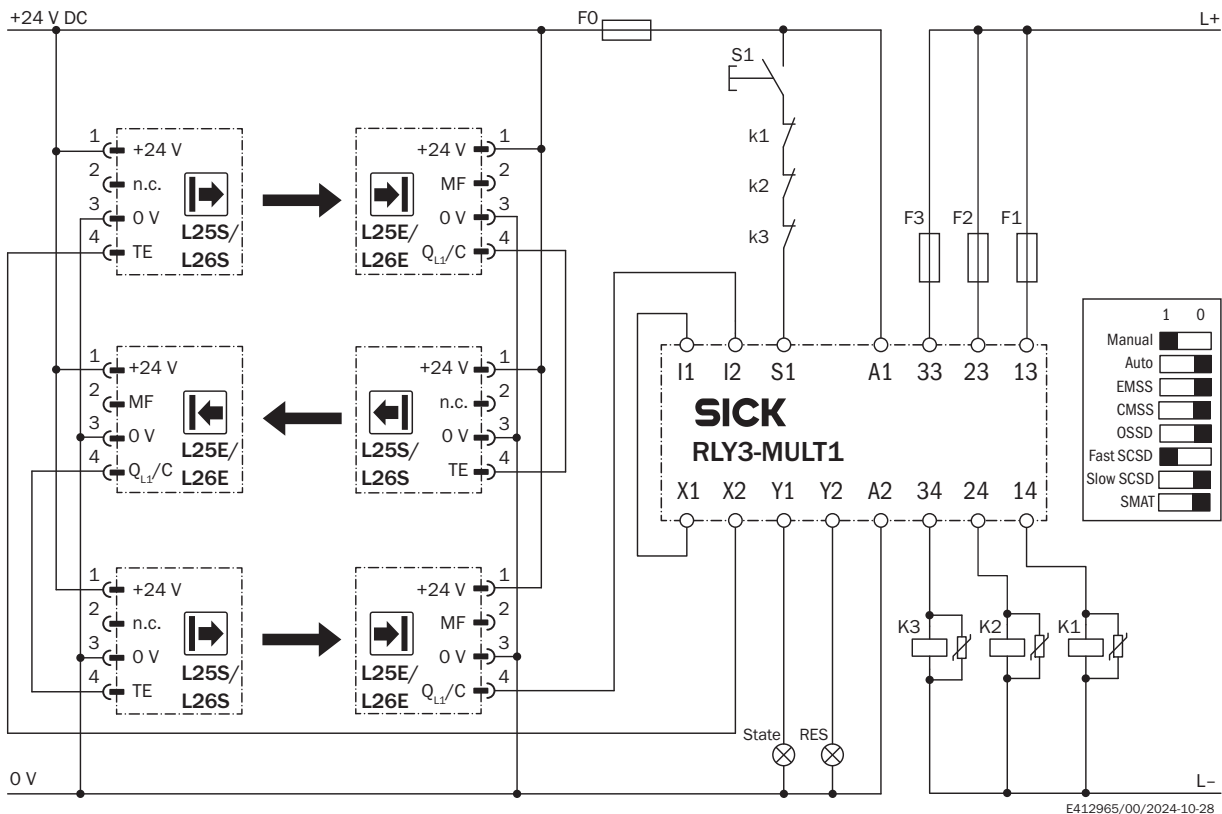 +24 V DC
F0
L+
S1
k1
k2
k3
F3 F2 F1
1 +24 V
2 n.c.
3 0 V
4 TE
L25S/
L26S
+24 V 1
MF 2
0 V 3
QL1/C 4
L25E/
L26E
1 +24 V
2 MF
3 0 V
4 QL1/C
L25E/
L26E
+24 V 1
n.c. 2
0 V 3
TE 4
L25S/
L26S
1 +24 V
2 n.c.
3 0 V
4 TE
L25S/
L26S
+24 V 1
MF 2
0 V 3
QL1/C 4
L25E/
L26E
I1 I2 S1 A1 33 23 13
SICK
RLY3-MULT1
X1 X2 Y1 Y2 A2 34 24 14
1 0
Manual
Auto
EMSS
CMSS
OSSD
Fast SCSD
Slow SCSD
SMAT
K3 K2 K1
State RES
0 V
L–
E412965/00/2024-10-28